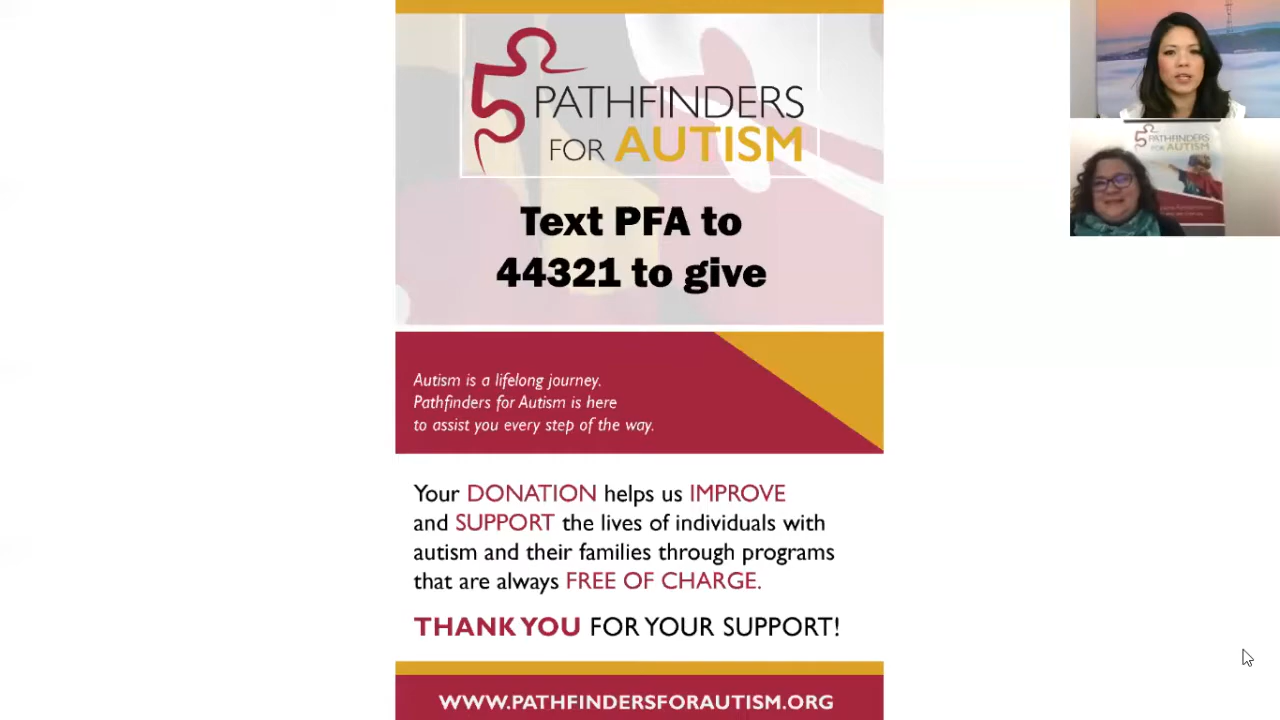 PATHFINDERS
FOR AUTISM
Text PFA to
44321 to give
Autism is a lifelong journey.
Pathfinders for Autism is here
to assist you every step of the way.
Your DONATION helps us IMPROVE
and SUPPORT the lives of individuals with
autism and their families through programs
that are always FREE OF CHARGE.
THANK YOU FOR YOUR SUPPORT!
WWW.PATHFINDERSFORAUTISM.ORG
PATHFINDERS
FOR AUTISM